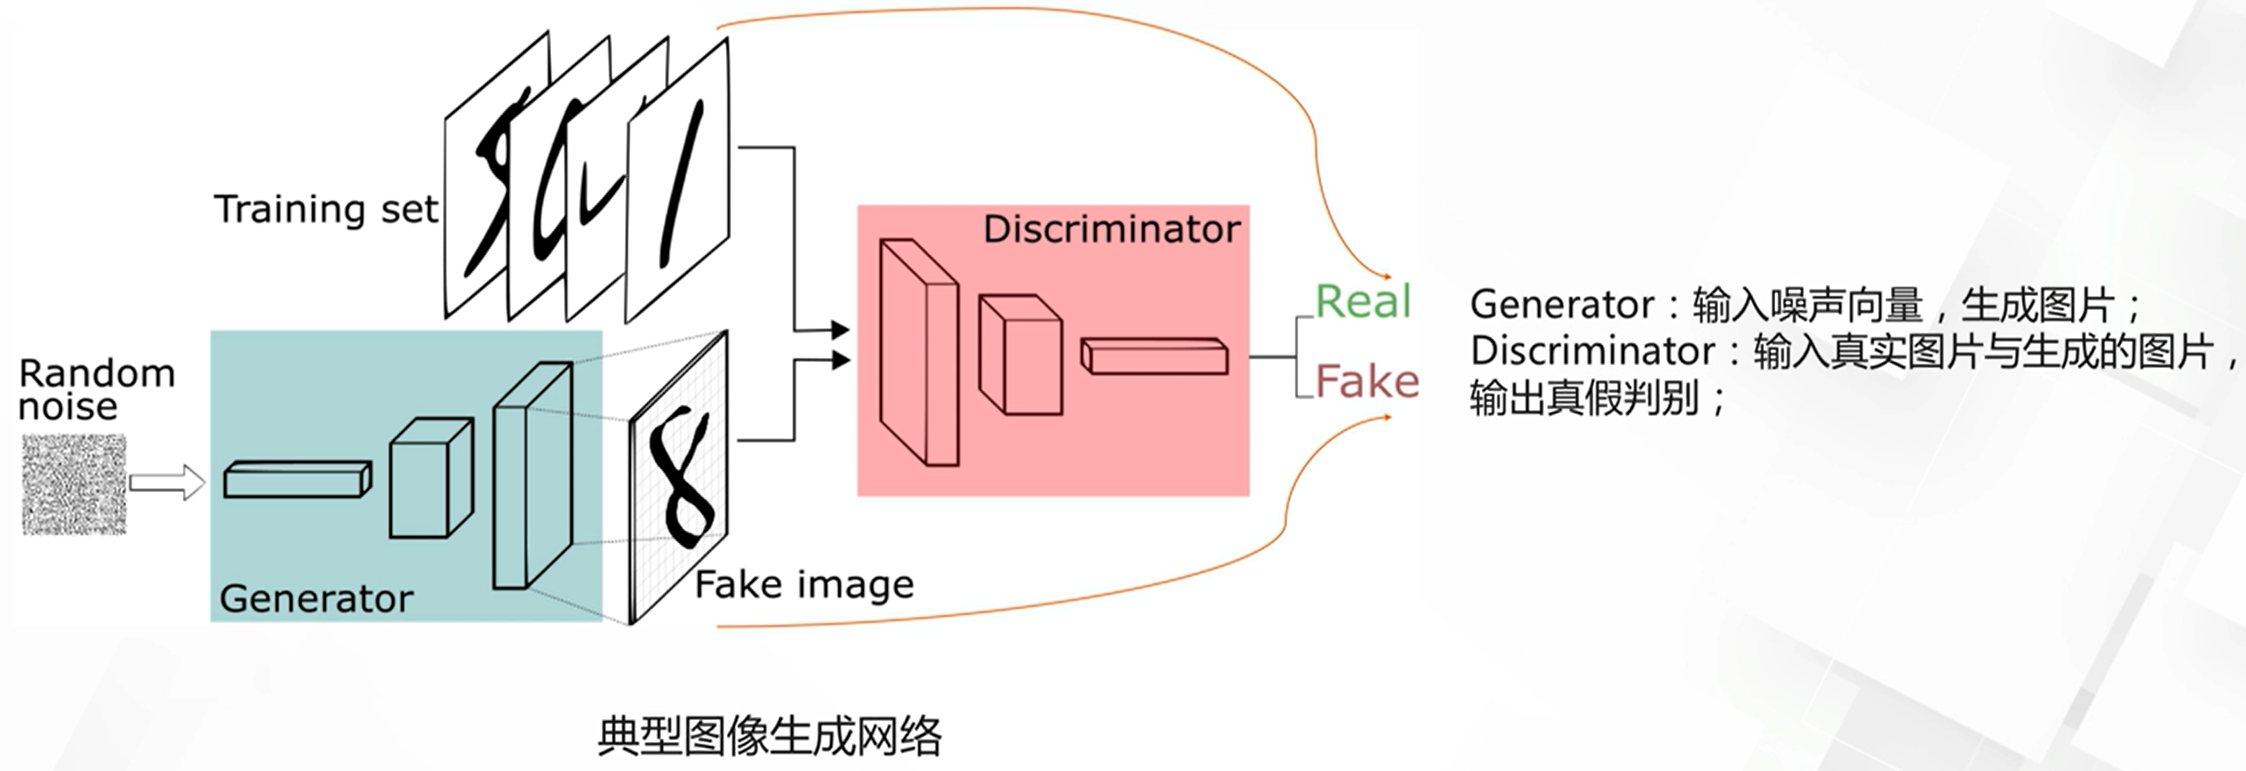 Training set
Discriminator
Real
Fake
Random
noise
Generator
Fake image
Generator：输入噪声向量，生成图片；
Discriminator：输入真实图片与生成的图片，
输出真假判别；
典型图像生成网络